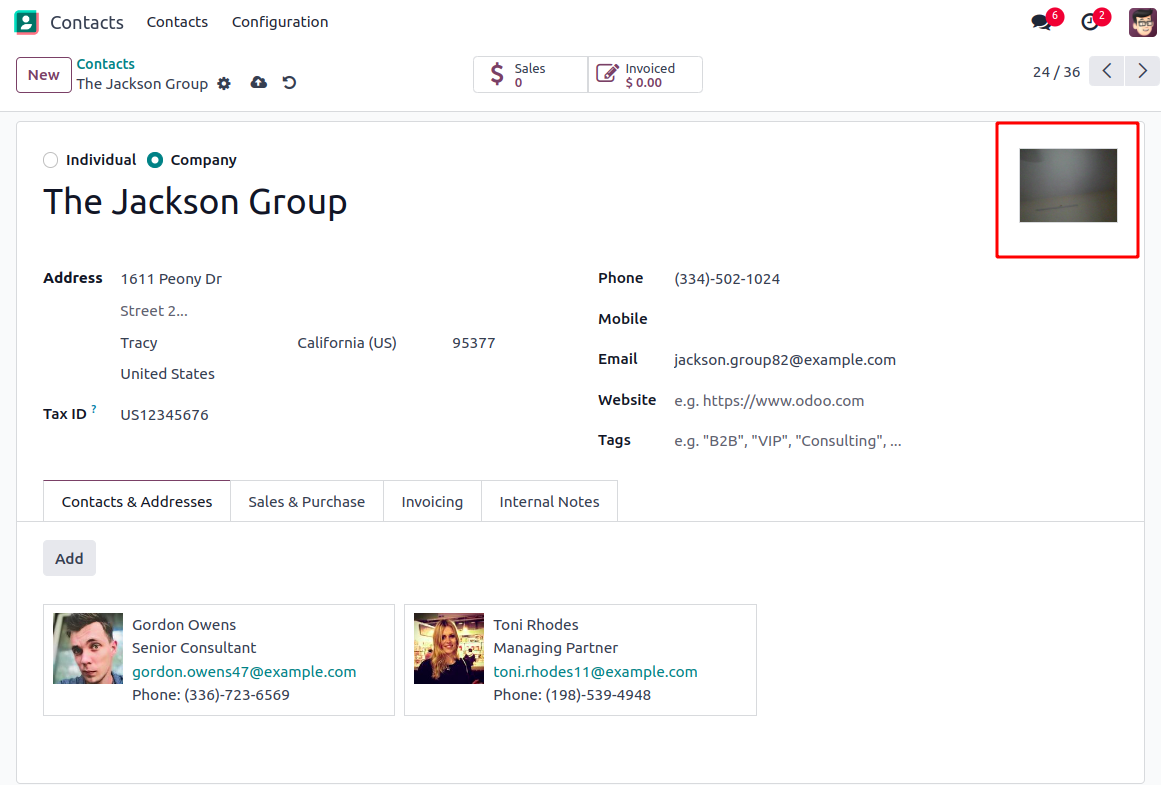 Contacts Contacts Configuration 6 2
New Contacts Sales Invoiced 24 / 36
The Jackson Group 0 $ 0.00
Individual Company
The Jackson Group
Address 1611 Peony Dr Phone (334)-502-1024
Street 2...
Mobile
Tracy California (US) 95377
Email jackson.group82@example.com
United States
Website e.g. https://www.odoo.com
Tax ID ? US12345676
Tags e.g. "B2B", "VIP", "Consulting", ...
Contacts & Addresses Sales & Purchase Invoicing Internal Notes
Add
Gordon Owens
Senior Consultant
gordon.owens47@example.com
Phone: (336)-723-6569
Toni Rhodes
Managing Partner
toni.rhodes11@example.com
Phone: (198)-539-4948